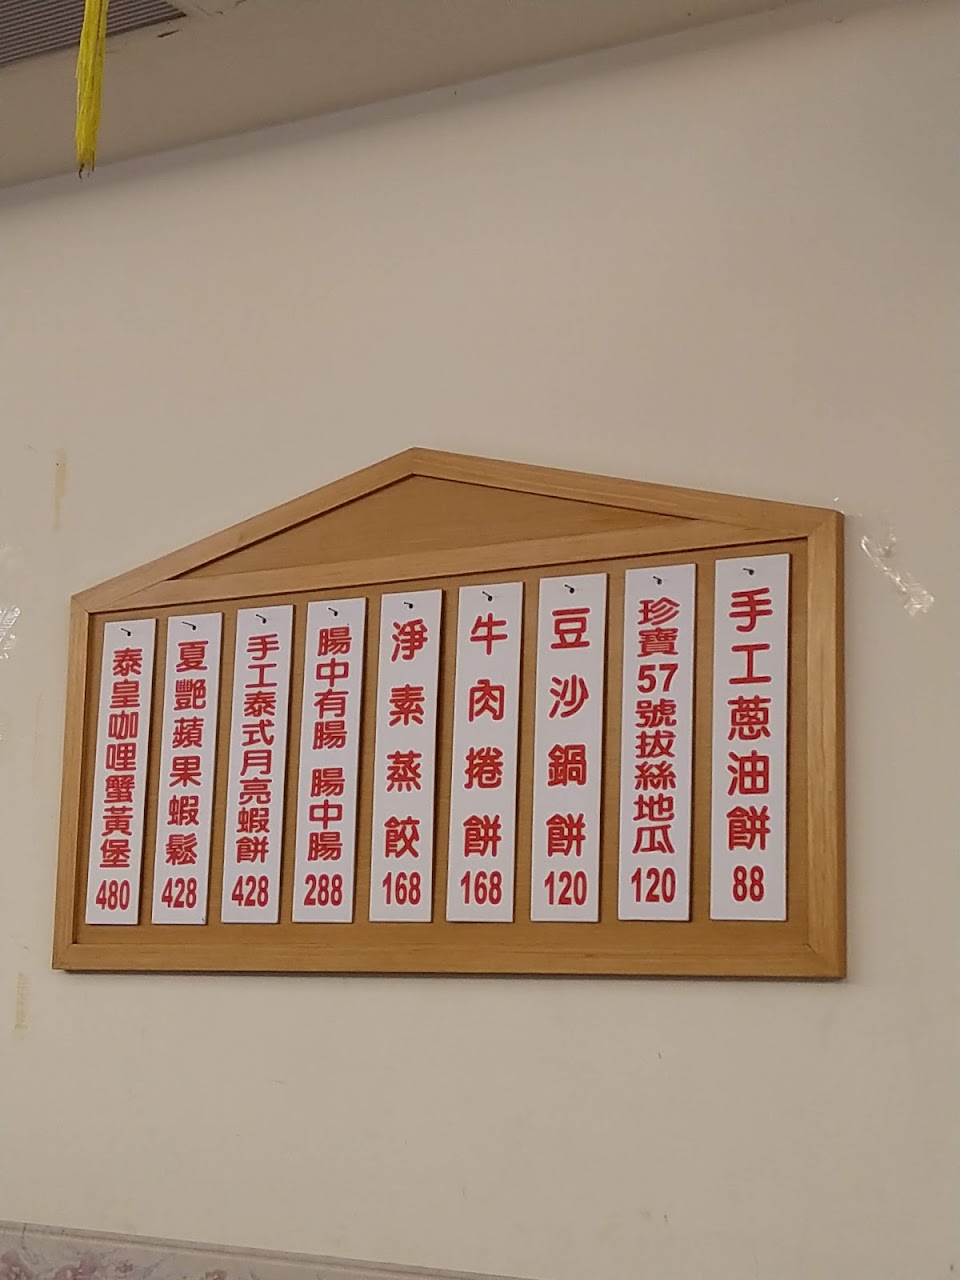 手工蔥油餅 88
珍寶57號拔絲地瓜 120
豆沙鍋餅 120
牛肉捲餅 168
淨素蒸餃 168
腸中有腸 腸中腸 288
手工泰式月亮蝦餅 428
夏艷蘋果蝦鬆 428
泰皇咖哩蟹黃堡 480